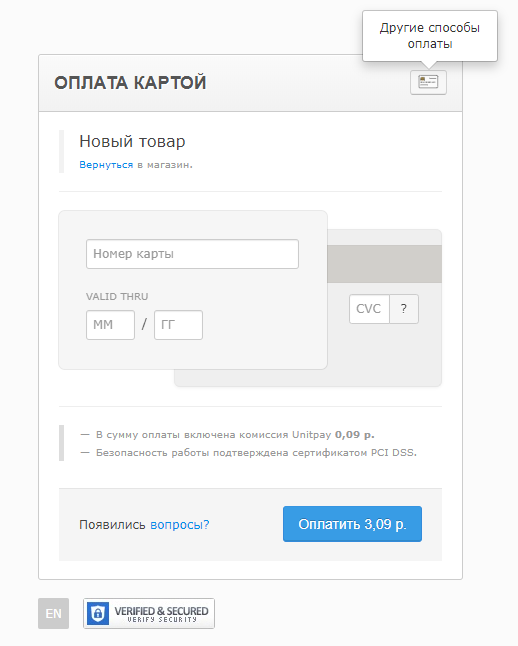 Другие способы
оплаты
ОПЛАТА КАРТОЙ
Новый товар
Вернуться в магазин.
Номер карты
VALID THRU
ММ / ГГ
CVC ?
— В сумму оплаты включена комиссия Unitpay 0,09 р.
— Безопасность работы подтверждена сертификатом PCI DSS.
Появились вопросы?
Оплатить 3,09 р.
EN
VERIFIED & SECURED
VERIFY SECURITY